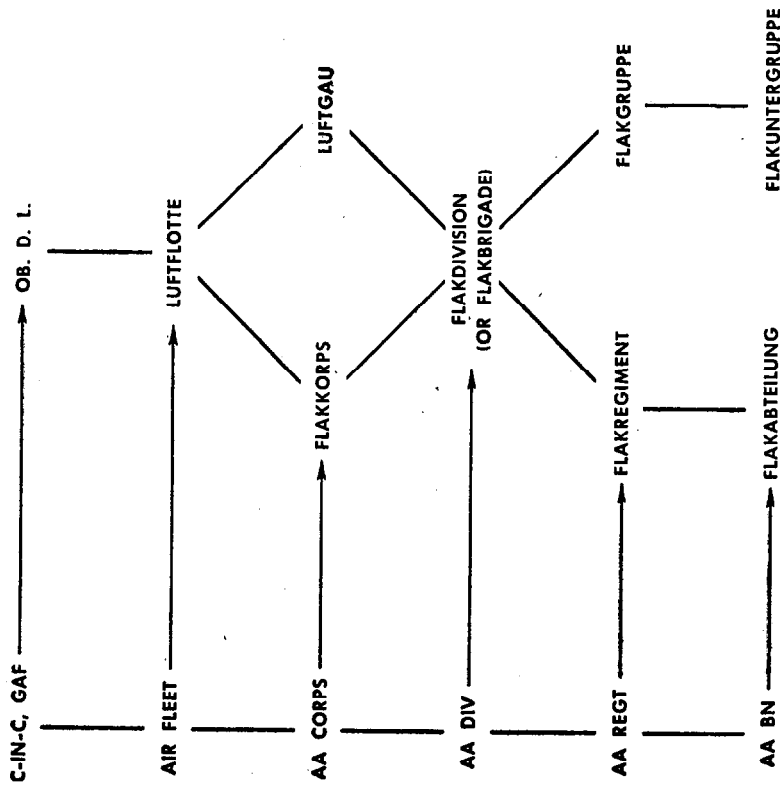 C-IN-C, GAF
OB. D. L.
AIR FLEET
LUFTFLOTTE
AA CORPS
FLAKKORPS
LUFTGAU
AA DIV
FLAKDIVISION
(OR FLAKBRIGADE)
AA REGT
FLAKREGIMENT
FLAKGRUPPE
AA BN
FLAKABTEILUNG
FLAKUNTERGRUPPE